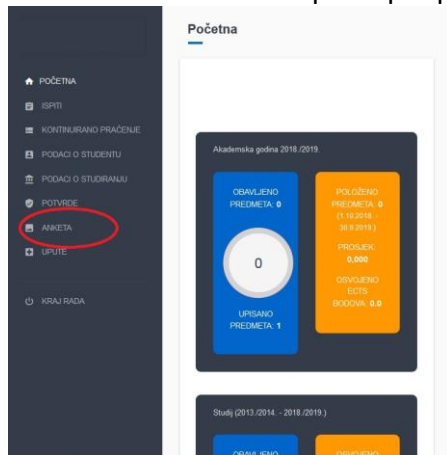 Početna
POČETNA
ISPITI
KONTINUIRANO PRAĆENJE
PODACI O STUDENTU
PODACI O STUDIRANJU
POTVRDE
ANKETA
UPUTE
KRAJ RADA
Akademska godina 2018./2019.
OBAVLJENO
PREDMETA: 0
0
UPISANO
PREDMETA: 1
POLOŽENO
PREDMETA: 0
(1.10.2018. -
30.9.2019.)
PROSJEK:
0,000
OSVOJENO
ECTS
BODOVA: 0.0
Studij (2013./2014. - 2018./2019.)
OBAVLJENO
OSVOJENO